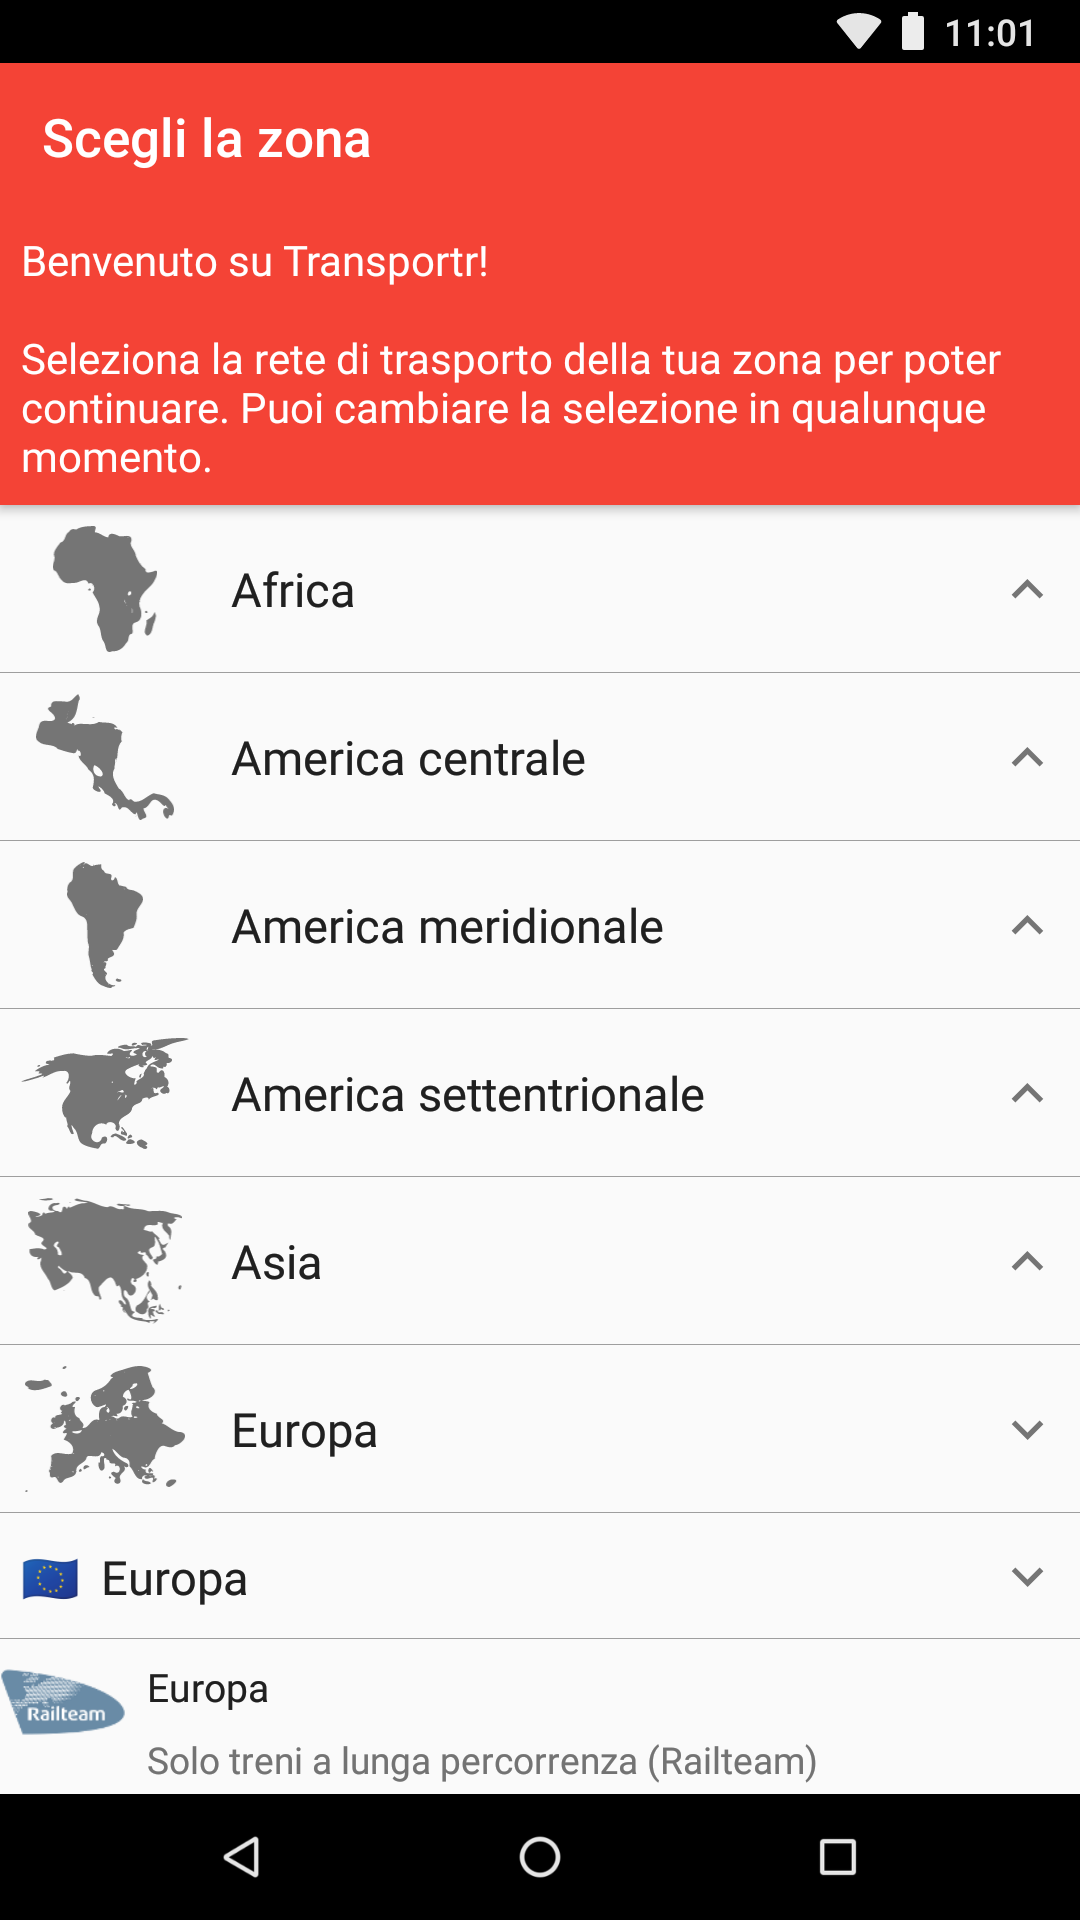 11:01
Scegli la zona
Benvenuto su Transportr!
Seleziona la rete di trasporto della tua zona per poter
continuare. Puoi cambiare la selezione in qualunque
momento.
Africa
America centrale
America meridionale
America settentrionale
Asia
Europa
Europa
Railteam
Europa
Solo treni a lunga percorrenza (Railteam)